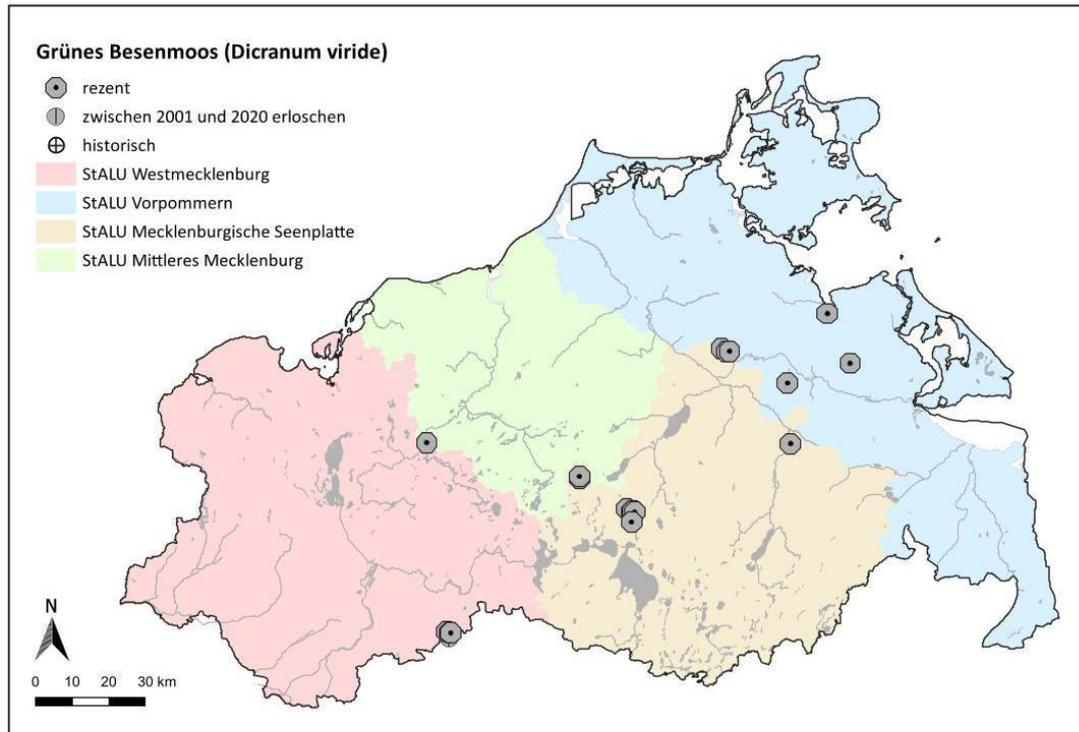 Grünes Besenmoos (Dicranum viride)
rezent
zwischen 2001 und 2020 erloschen
historisch
StALU Westmecklenburg
StALU Vorpommern
StALU Mecklenburgische Seenplatte
StALU Mittleres Mecklenburg
N
0 10 20 30 km